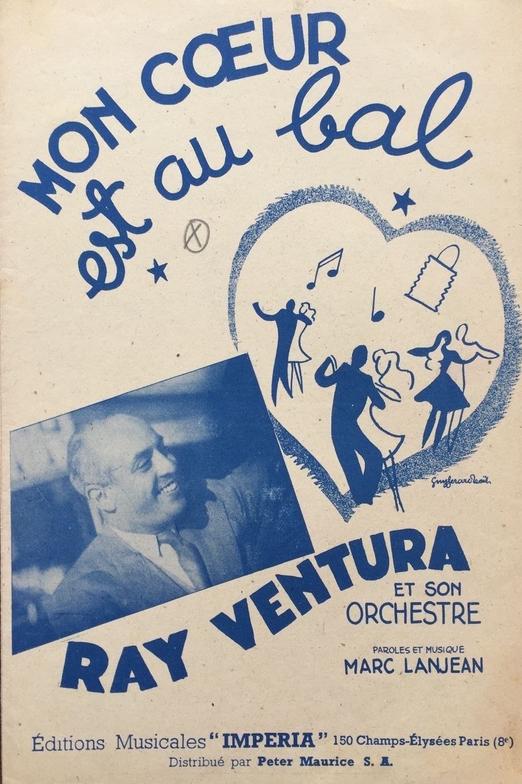 MON CŒUR
est au bal
RAY VENTURA
ET SON
ORCHESTRE
PAROLES ET MUSIQUE
MARC LANJEAN
Éditions Musicales "IMPERIA" 150 Champs-Élysées Paris (8e)
Distribué par Peter Maurice S. A.